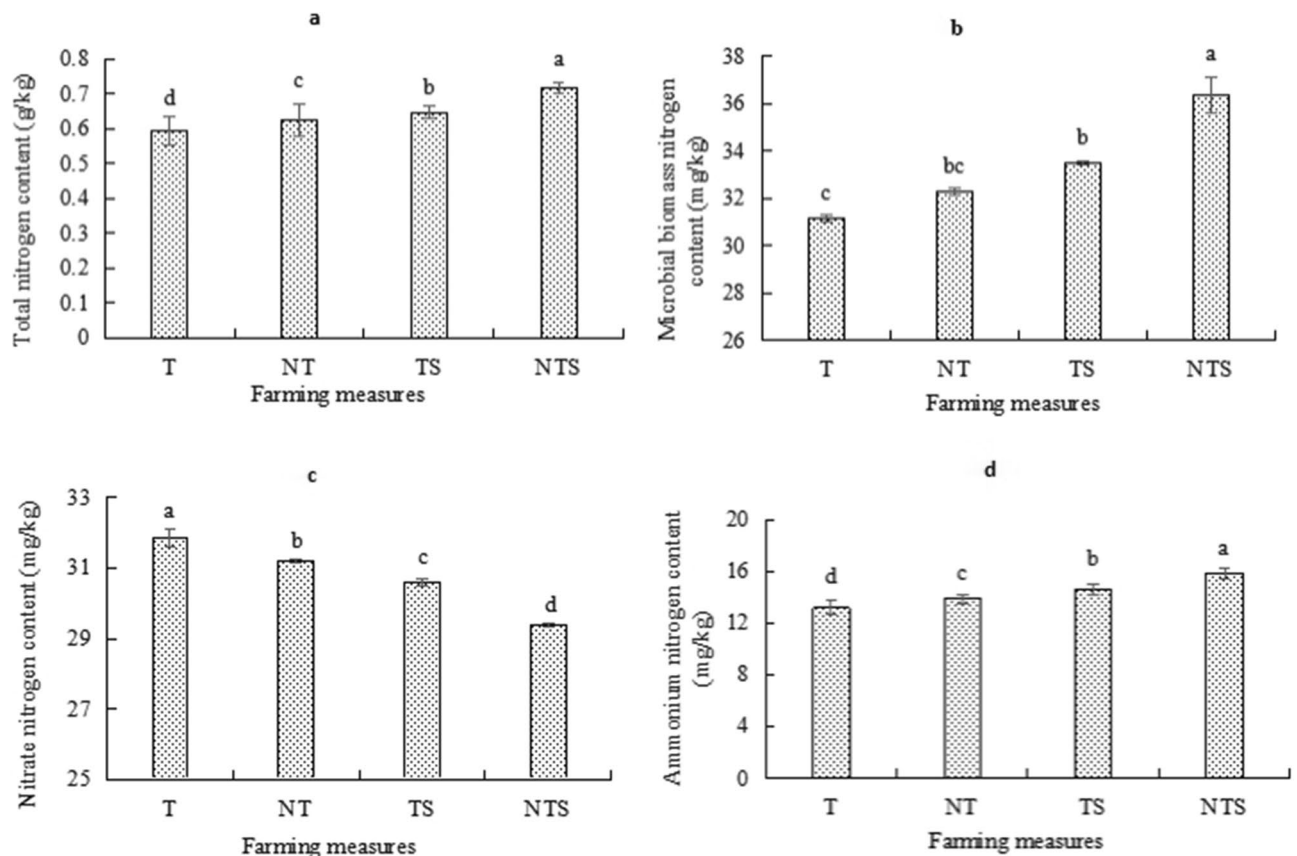 a
Total nitrogen content (g/kg)
0.8
0.7
0.6
0.5
0.4
0.3
0.2
0.1
0
d
c
b
a
T NT TS NTS
Farming measures
b
Microbial biomass nitrogen
content (mg/kg)
38
36
34
32
30
28
26
c
bc
b
a
T NT TS NTS
Farming measures
c
Nitrate nitrogen content (mg/kg)
33
31
29
27
25
a
b
c
d
T NT TS NTS
Farming measures
d
Ammonium nitrogen content
(mg/kg)
20
16
12
8
4
0
d
c
b
a
T NT TS NTS
Farming measures